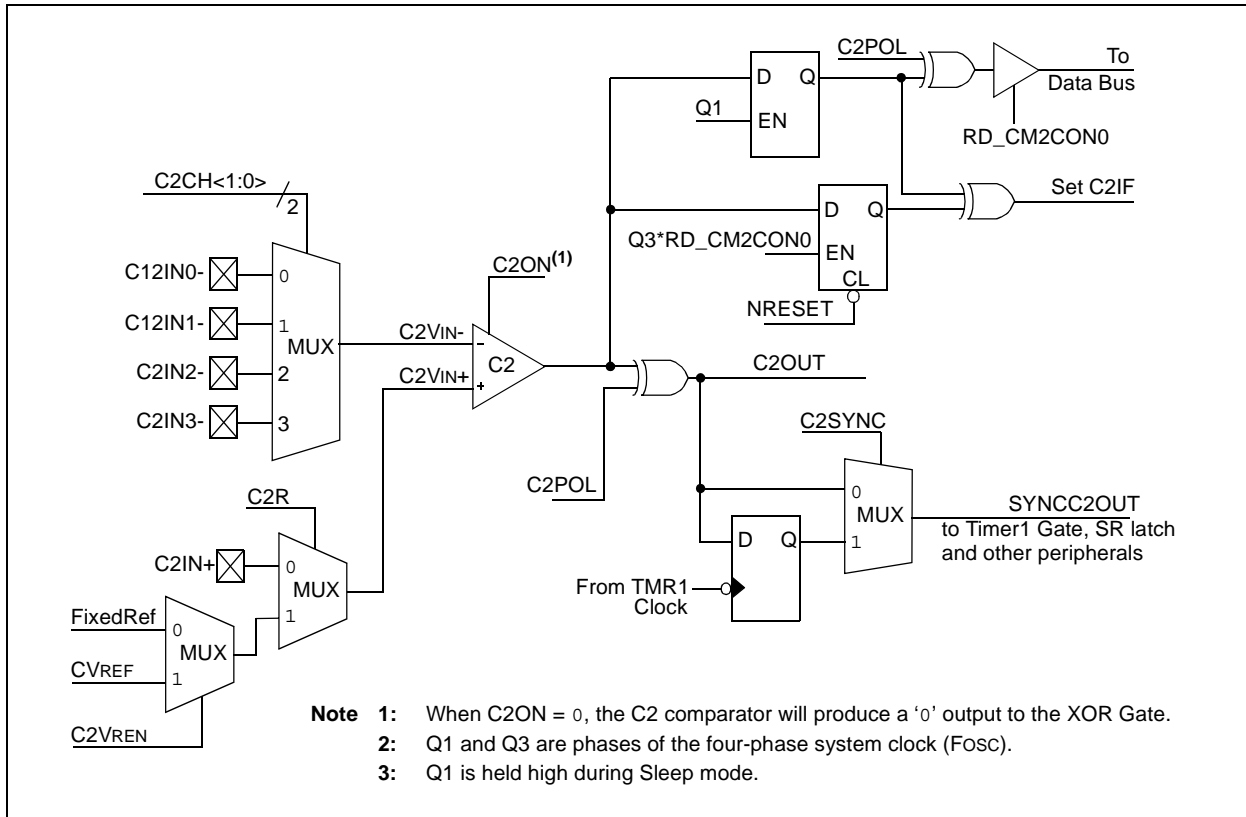 C2POL
To
Data Bus
D Q
Q1
EN
RD_CM2CON0
C2CH<1:0>
2
Set C2IF
D Q
Q3*RD_CM2CON0
EN
CL
NRESET
C2ON(1)
C12IN0-
0
C12IN1-
1
MUX
C2IN2-
2
C2IN3-
3
C2VIN-
-
C2
C2VIN+
+
C2OUT
C2POL
C2SYNC
0
MUX
1
SYNCC2OUT
to Timer1 Gate, SR latch
and other peripherals
D Q
From TMR1
Clock
C2R
C2IN+
0
MUX
1
FixedRef
0
MUX
CVREF
1
C2VREN
Note 1: When C2ON = 0, the C2 comparator will produce a ‘0’ output to the XOR Gate.
2: Q1 and Q3 are phases of the four-phase system clock (FOSC).
3: Q1 is held high during Sleep mode.